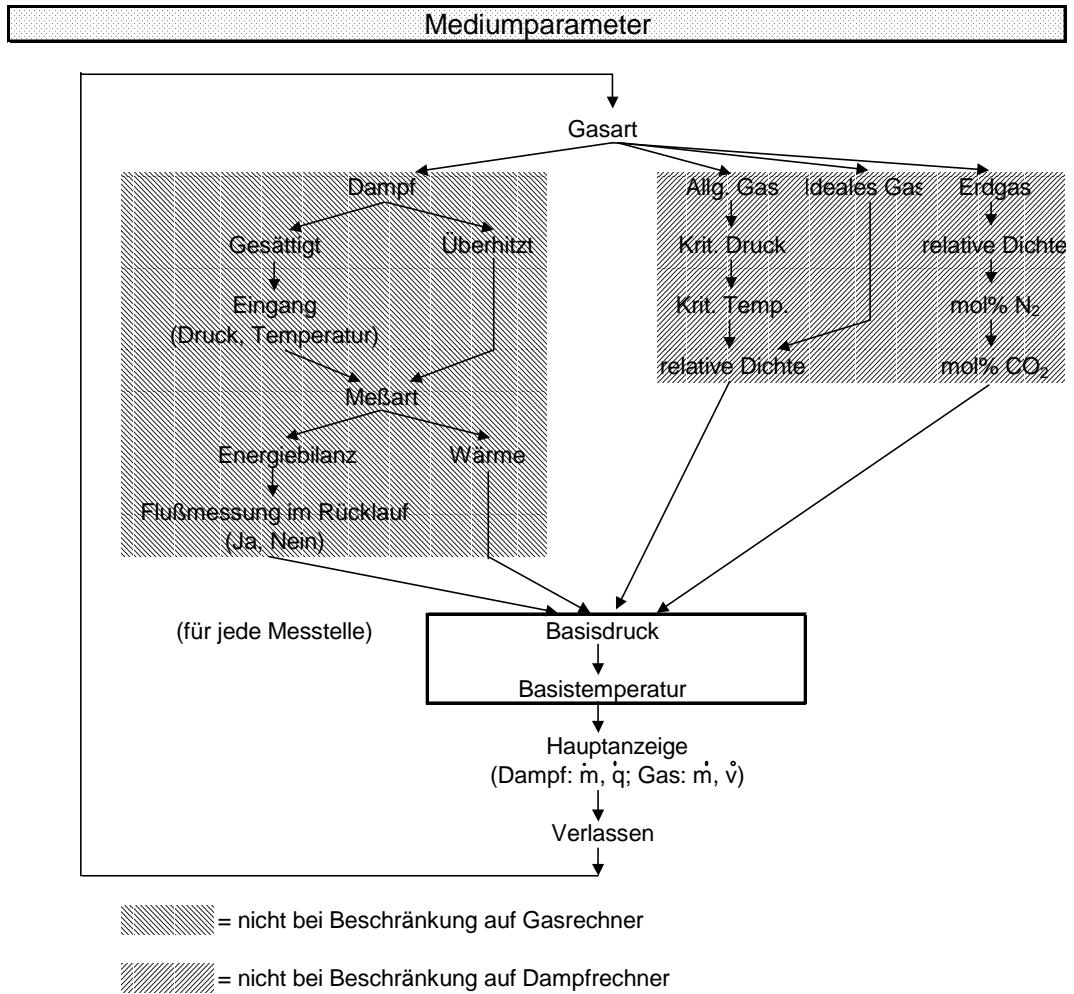 Mediumparameter
Gasart
Dampf
Allg. Gas
Ideales Gas
Erdgas
Gesättigt
Überhitzt
Krit. Druck
relative Dichte
Eingang
(Druck, Temperatur)
Krit. Temp.
mol% N₂
relative Dichte
mol% CO₂
Meßart
Energiebilanz
Wärme
Flußmessung im Rücklauf
(Ja, Nein)
(für jede Messtelle)
Basisdruck
Basistemperatur
Hauptanzeige
(Dampf: ṁ, q̇; Gas: ṁ, v̊)
Verlassen
= nicht bei Beschränkung auf Gasrechner
= nicht bei Beschränkung auf Dampfrechner